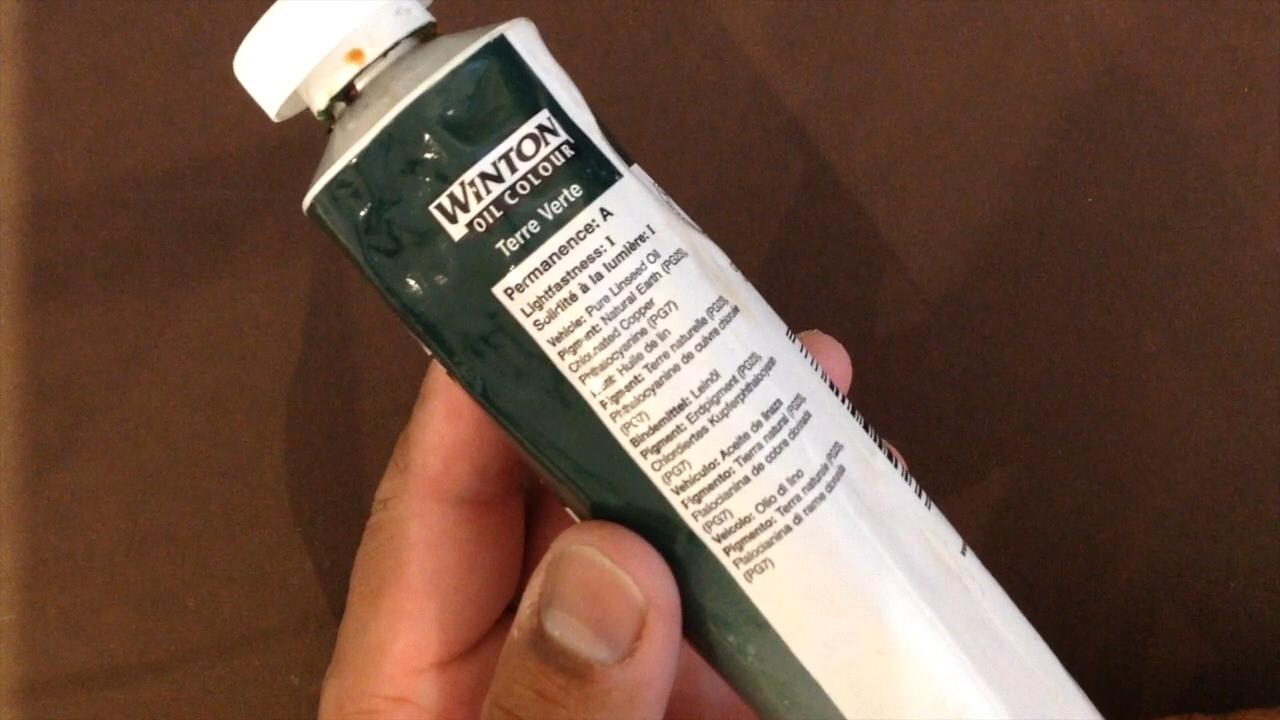 WINTON
OIL COLOUR
Terre Verte
Permanence: A
Lightfastness: I
Solidité à la lumière: I
Vehicle: Pure Linseed Oil
Pigment: Natural Earth (PG23),
Chlorinated Copper
Phthalocyanine (PG7)
Huile de lin
Pigment: Terre naturelle (PG23),
Phthalocyanine de cuivre chlorée
(PG7)
Bindemittel: Leinöl
Pigment: Erdpigment (PG23),
Chloriertes Kupferphthalocyate
(PG7)
Vehículo: Aceite de linaza
Pigmento: Tierra natural (PG23),
Ftalocianina de cobre clorada
(PG7)
Veicolo: Olio di lino
Pigmento: Terra naturale (PG23),
Ftalocianina di rame clorata
(PG7)